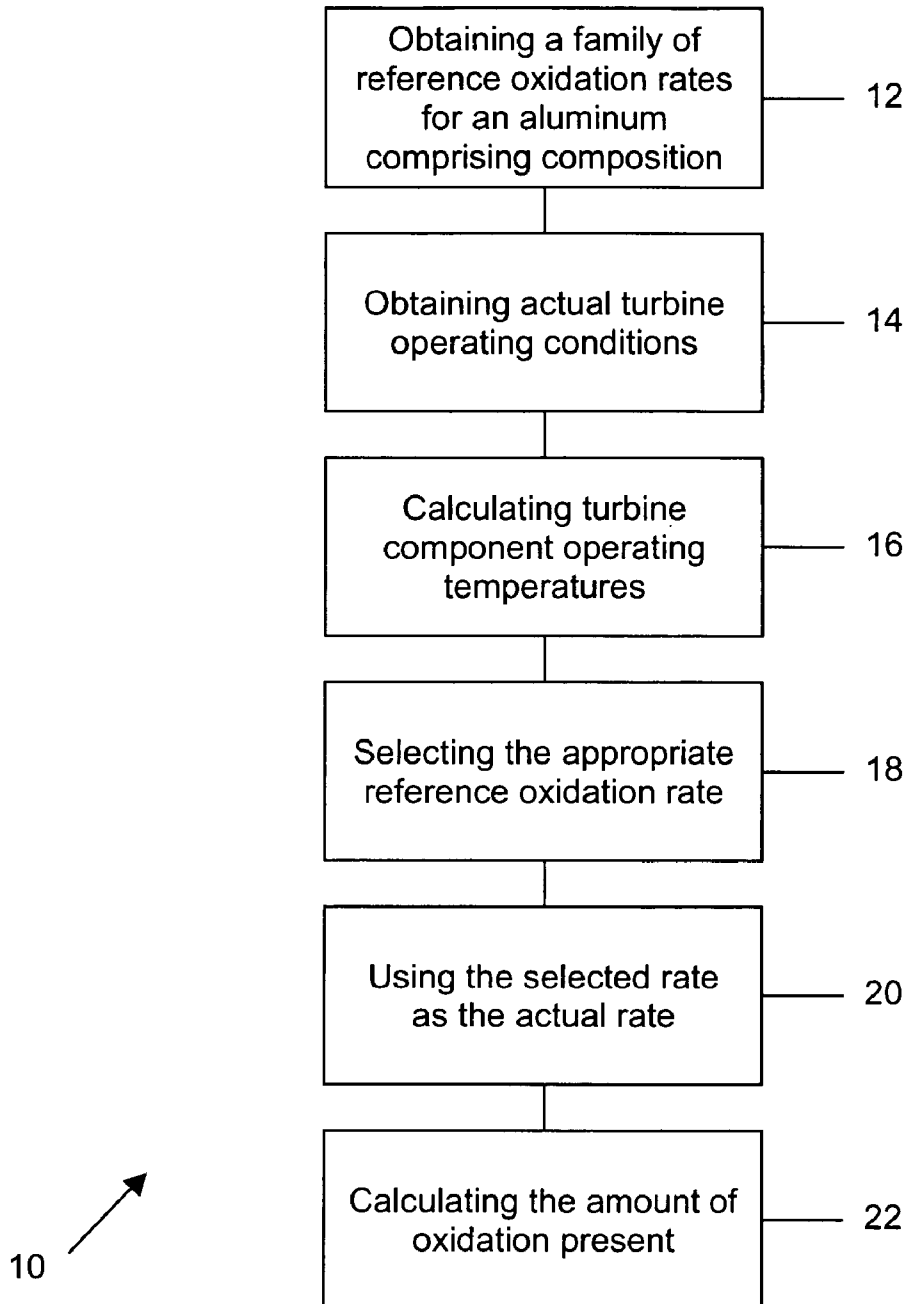 Obtaining a family of
reference oxidation rates
for an aluminum
comprising composition
12
Obtaining actual turbine
operating conditions
14
Calculating turbine
component operating
temperatures
16
Selecting the appropriate
reference oxidation rate
18
Using the selected rate
as the actual rate
20
Calculating the amount of
oxidation present
22
10